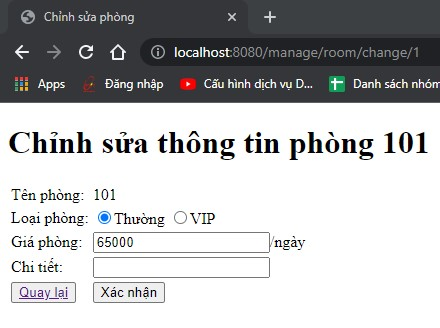 Chỉnh sửa phòng
localhost:8080/manage/room/change/1
Apps Đăng nhập Cấu hình dịch vụ D... Danh sách nhóm
Chỉnh sửa thông tin phòng 101
Tên phòng: 101
Loại phòng: Thường VIP
Giá phòng: 65000/ngày
Chi tiết:
Quay lại Xác nhận